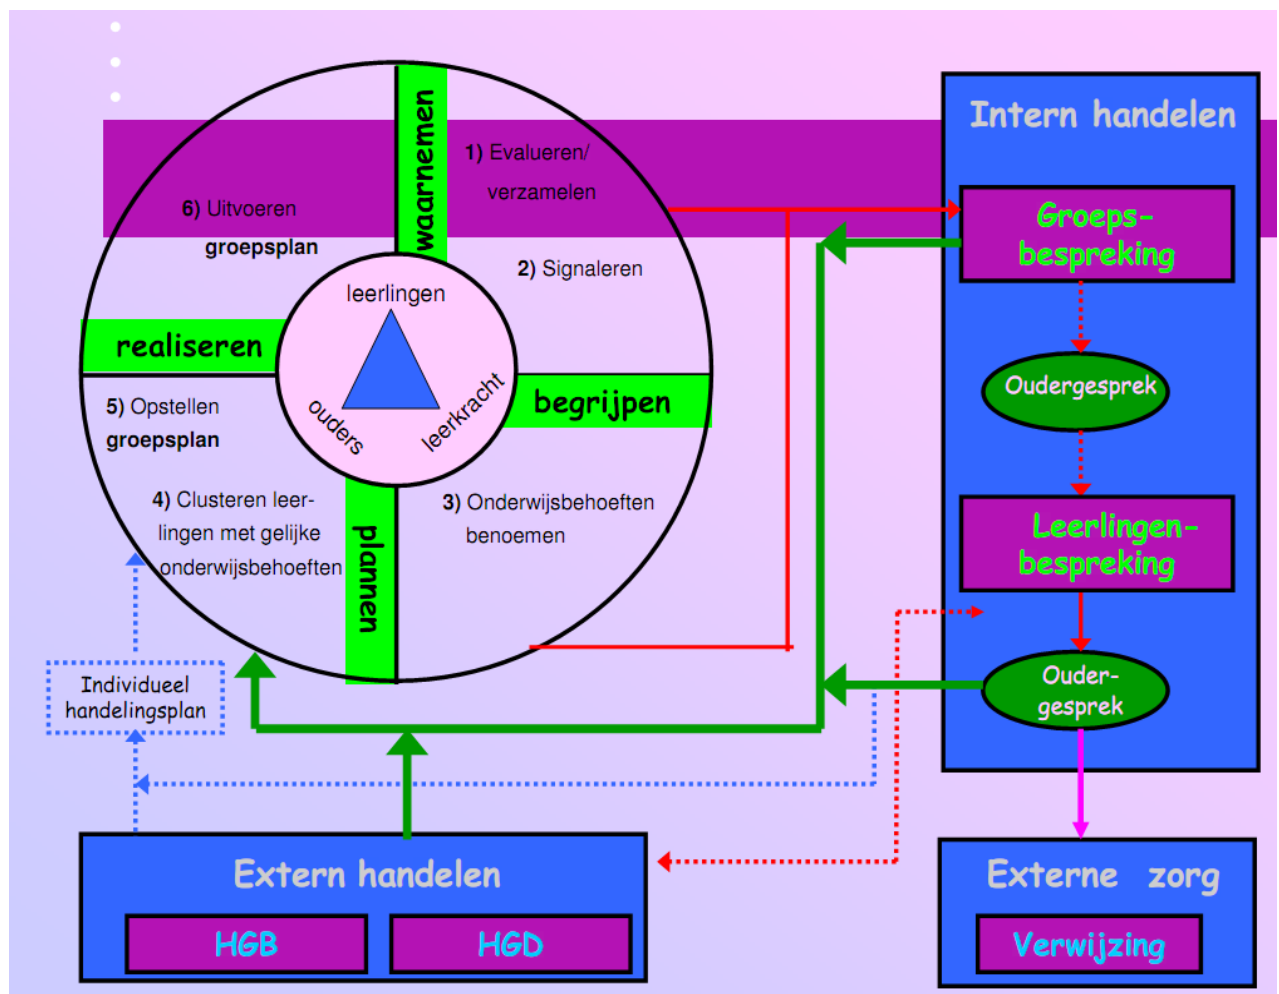 waarnemen
1) Evalueren/
verzamelen
2) Signaleren
begrijpen
3) Onderwijsbehoeften
benoemen
plannen
4) Clusteren leer-
lingen met gelijke
onderwijsbehoeften
5) Opstellen
groepsplan
realiseren
6) Uitvoeren
groepsplan
leerlingen
ouders
leerkracht
Intern handelen
Groeps-
bespreking
Oudergesprek
Leerlingen-
bespreking
Ouder-
gesprek
Individueel
handelingsplan
Extern handelen
HGB
HGD
Externe zorg
Verwijzing